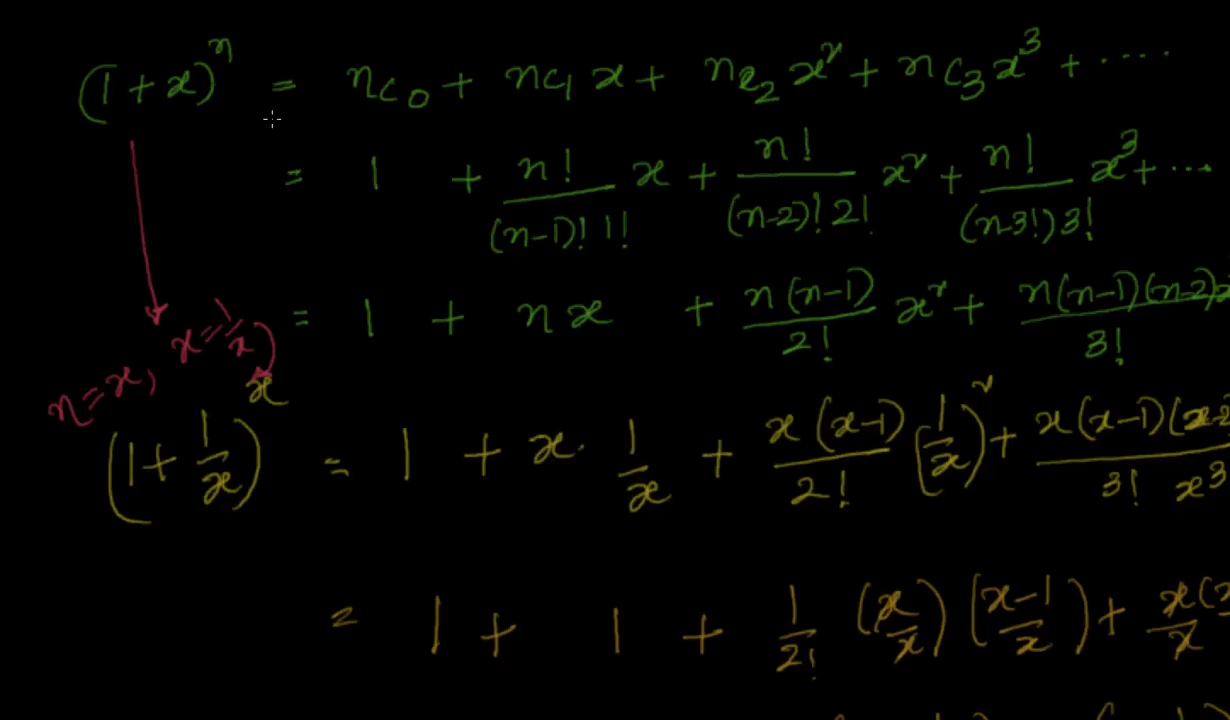 (1+x)^n = nc0 + nc1 x + nc2 x^2 + nc3 x^3 + .....
= 1 + n!/(n-1)! 1! x + n!/(n-2)! 2! x^2 + n!/(n-3!) 3! x^3 + ...
= 1 + nx + n(n-1)/2! x^2 + n(n-1)(n-2)/3!
n=x, x=1/x
(1+1/x)^x = 1 + x. 1/x + x(x-1)/2! (1/x)^2 + x(x-1)(x-2/3! x^3
= 1 + 1 + 1/2! (x/x) (x-1/x) + x(/x